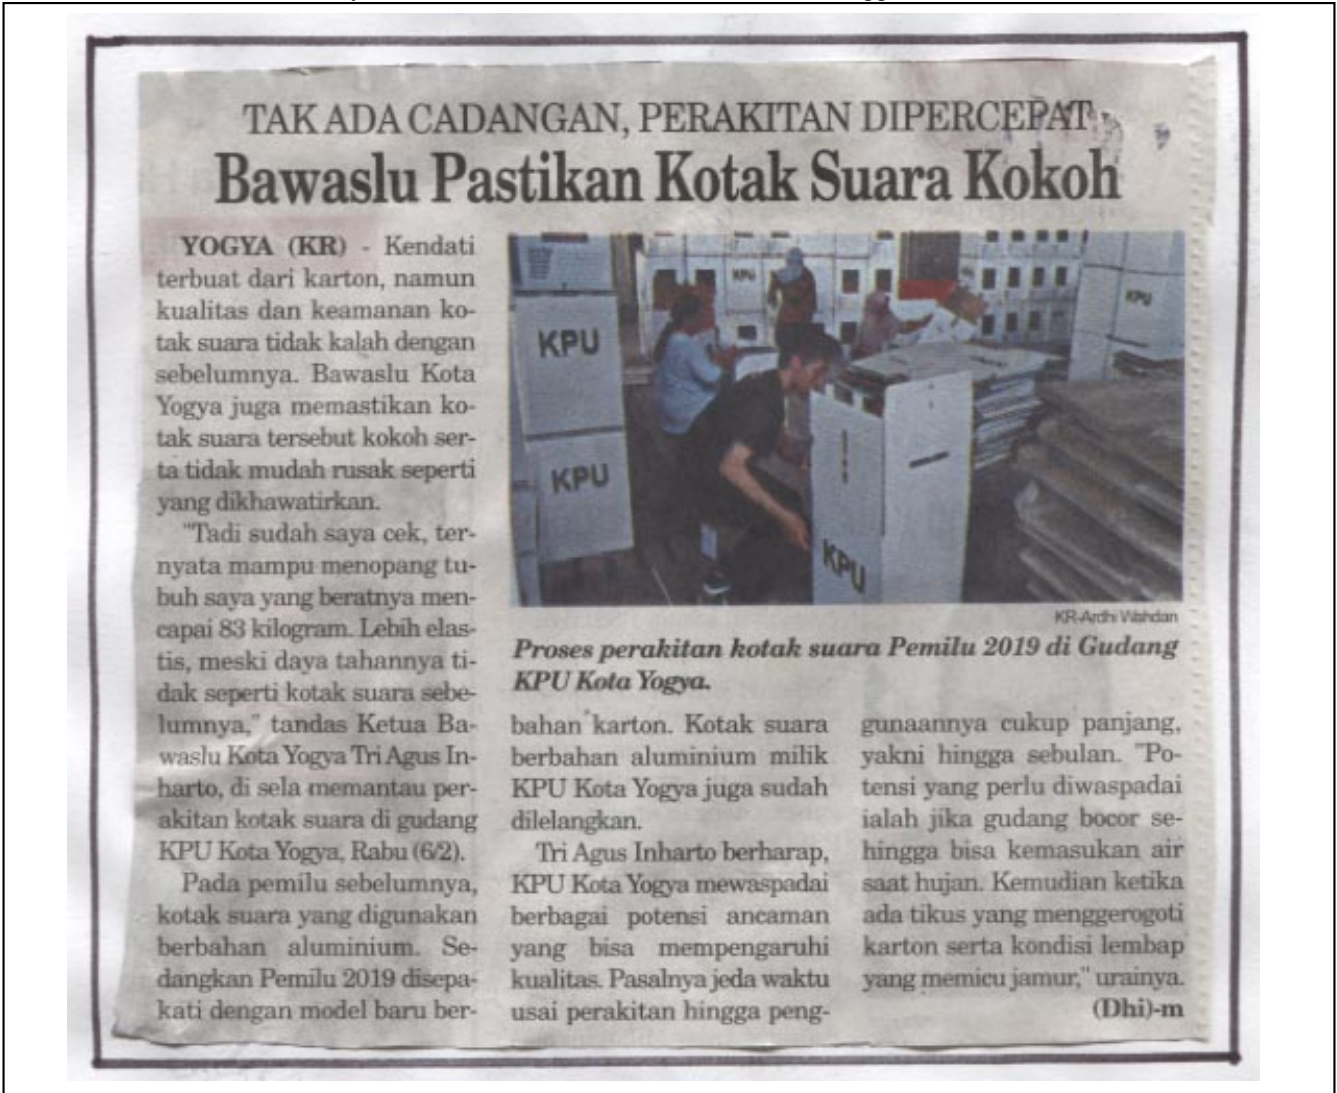 TAK ADA CADANGAN, PERAKITAN DIPERCEPAT
Bawaslu Pastikan Kotak Suara Kokoh
YOGYA (KR) - Kendati
terbuat dari karton, namun
kualitas dan keamanan ko-
tak suara tidak kalah dengan
sebelumnya. Bawaslu Kota
Yogya juga memastikan ko-
tak suara tersebut kokoh ser-
ta tidak mudah rusak seperti
yang dikhawatirkan.
"Tadi sudah saya cek, ter-
nyata mampu menopang tu-
buh saya yang beratnya men-
capai 83 kilogram. Lebih elas-
tis, meski daya tahannya ti-
dak seperti kotak suara sebe-
lumnya," tandas Ketua Ba-
waslu Kota Yogya Tri Agus In-
harto, di sela memantau per-
akitan kotak suara di gudang
KPU Kota Yogya, Rabu (6/2).
Pada pemilu sebelumnya,
kotak suara yang digunakan
berbahan aluminium. Se-
dangkan Pemilu 2019 disepa-
kati dengan model baru ber-
KPU
KPU
KPU
KPU
KPU
KR-Ardhi Wahdan
Proses perakitan kotak suara Pemilu 2019 di Gudang
KPU Kota Yogya.
bahan karton. Kotak suara
berbahan aluminium milik
KPU Kota Yogya juga sudah
dilelangkan.
Tri Agus Inharto berharap,
KPU Kota Yogya mewaspadai
berbagai potensi ancaman
yang bisa mempengaruhi
kualitas. Pasalnya jeda waktu
usai perakitan hingga peng-
gunaannya cukup panjang,
yakni hingga sebulan. "Po-
tensi yang perlu diwaspadai
ialah jika gudang bocor se-
hingga bisa kemasukan air
saat hujan. Kemudian ketika
ada tikus yang menggerogoti
karton serta kondisi lembap
yang memicu jamur," urainya.
(Dhi)-m